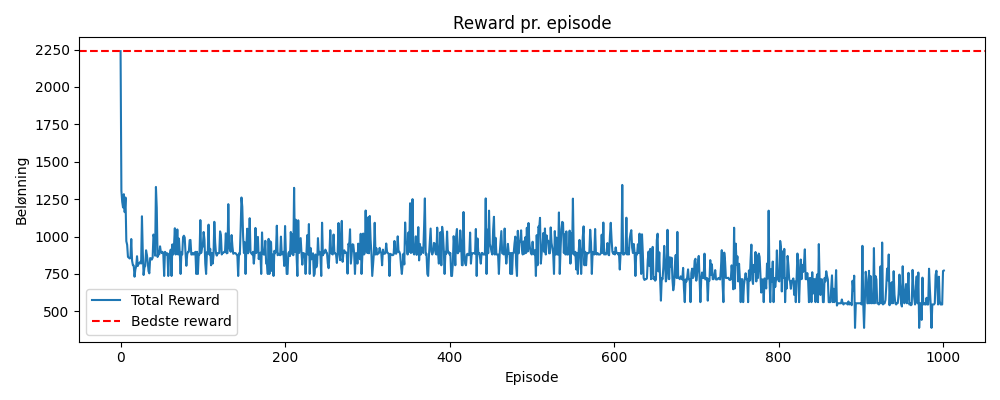 Reward pr. episode
Belønning
2250
2000
1750
1500
1250
1000
750
500
Total Reward
Bedste reward
0
200
400
600
800
1000
Episode